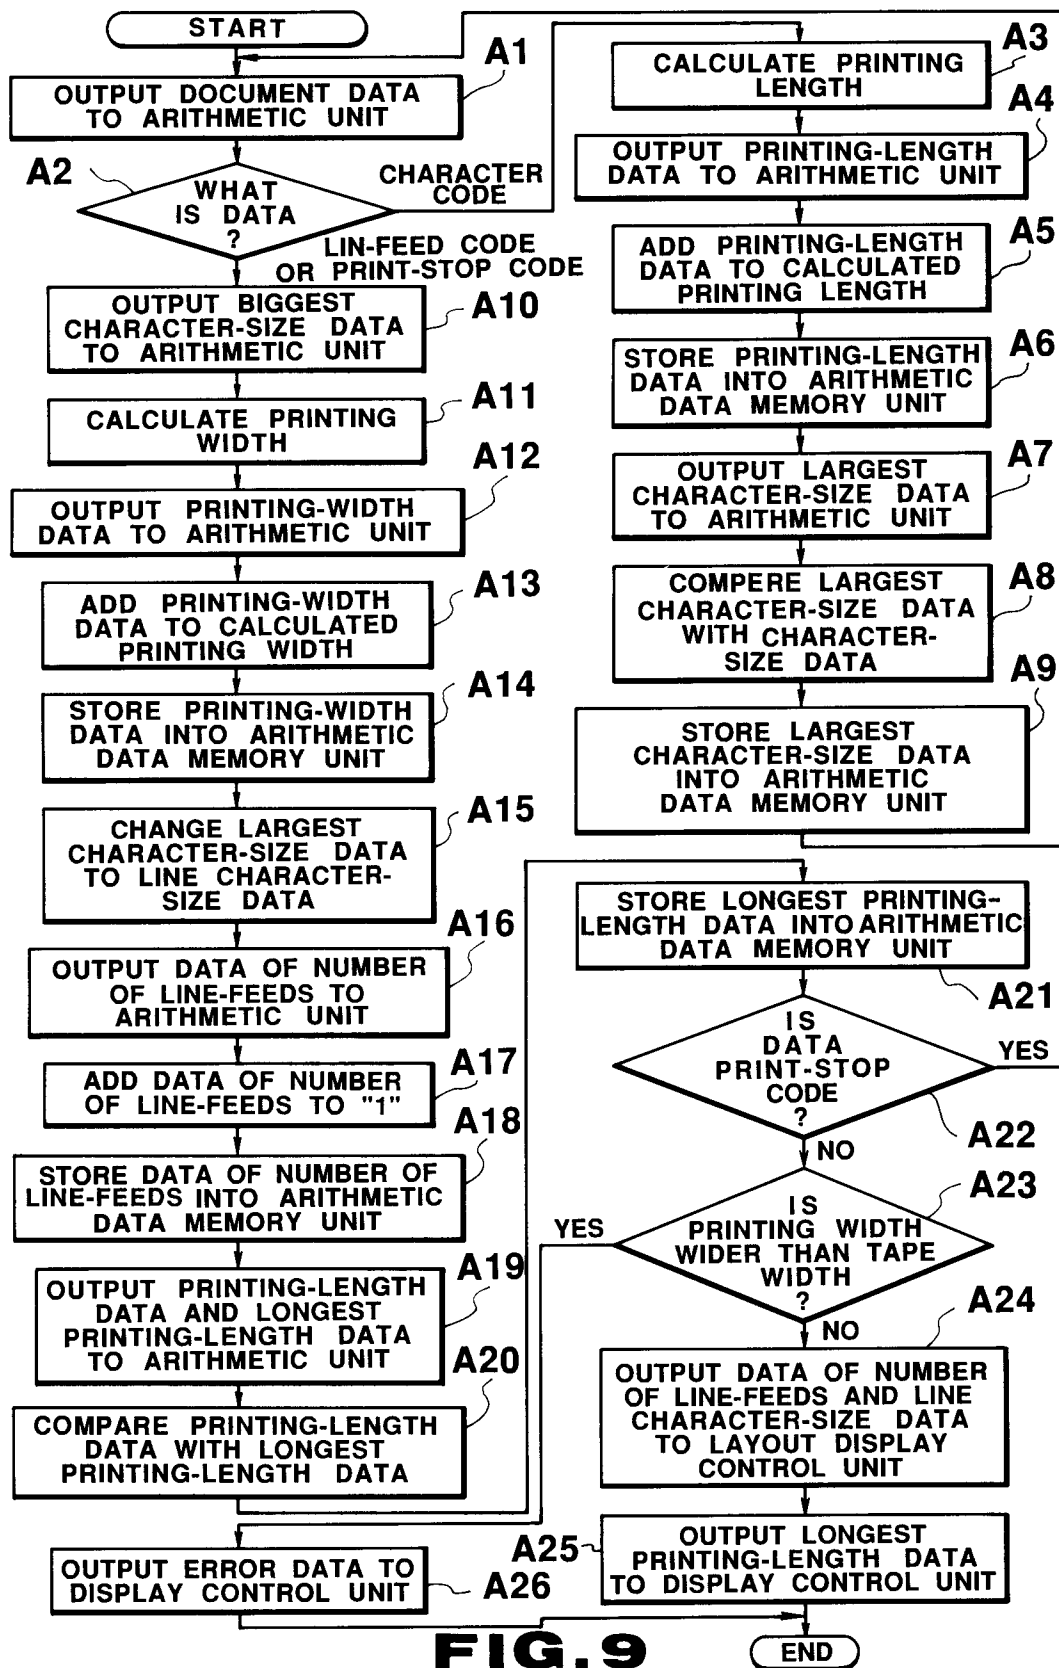 START
A1
OUTPUT DOCUMENT DATA
TO ARITHMETIC UNIT
A2
WHAT
IS DATA
?
CHARACTER
CODE
LIN-FEED CODE
OR PRINT-STOP CODE
OUTPUT BIGGEST
CHARACTER-SIZE DATA
TO ARITHMETIC UNIT
A10
CALCULATE PRINTING
WIDTH
A11
OUTPUT PRINTING-WIDTH
DATA TO ARITHMETIC UNIT
A12
ADD PRINTING-WIDTH
DATA TO CALCULATED
PRINTING WIDTH
A13
STORE PRINTING-WIDTH
DATA INTO ARITHMETIC
DATA MEMORY UNIT
A14
CHANGE LARGEST
CHARACTER-SIZE DATA
TO LINE CHARACTER-
SIZE DATA
A15
OUTPUT DATA OF NUMBER
OF LINE-FEEDS TO
ARITHMETIC UNIT
A16
ADD DATA OF NUMBER
OF LINE-FEEDS TO "1"
A17
STORE DATA OF NUMBER OF
LINE-FEEDS INTO ARITHMETIC
DATA MEMORY UNIT
A18
OUTPUT PRINTING-LENGTH
DATA AND LONGEST
PRINTING-LENGTH DATA
TO ARITHMETIC UNIT
A19
COMPARE PRINTING-LENGTH
DATA WITH LONGEST
PRINTING-LENGTH DATA
A20
OUTPUT ERROR DATA TO
DISPLAY CONTROL UNIT
A26
CALCULATE PRINTING
LENGTH
A3
OUTPUT PRINTING-LENGTH
DATA TO ARITHMETIC UNIT
A4
ADD PRINTING-LENGTH
DATA TO CALCULATED
PRINTING LENGTH
A5
STORE PRINTING-LENGTH
DATA INTO ARITHMETIC
DATA MEMORY UNIT
A6
OUTPUT LARGEST
CHARACTER-SIZE DATA
TO ARITHMETIC UNIT
A7
COMPERE LARGEST
CHARACTER-SIZE DATA
WITH CHARACTER-
SIZE DATA
A8
STORE LARGEST
CHARACTER-SIZE DATA
INTO ARITHMETIC
DATA MEMORY UNIT
A9
STORE LONGEST PRINTING-
LENGTH DATA INTO ARITHMETIC
DATA MEMORY UNIT
A21
IS
DATA
PRINT-STOP
CODE
?
YES
A22
NO
IS
PRINTING WIDTH
WIDER THAN TAPE
WIDTH
?
YES
A23
NO
A24
OUTPUT DATA OF NUMBER
OF LINE-FEEDS AND LINE
CHARACTER-SIZE DATA
TO LAYOUT DISPLAY
CONTROL UNIT
A25
OUTPUT LONGEST
PRINTING-LENGTH DATA
TO DISPLAY CONTROL UNIT
END
FIG.9